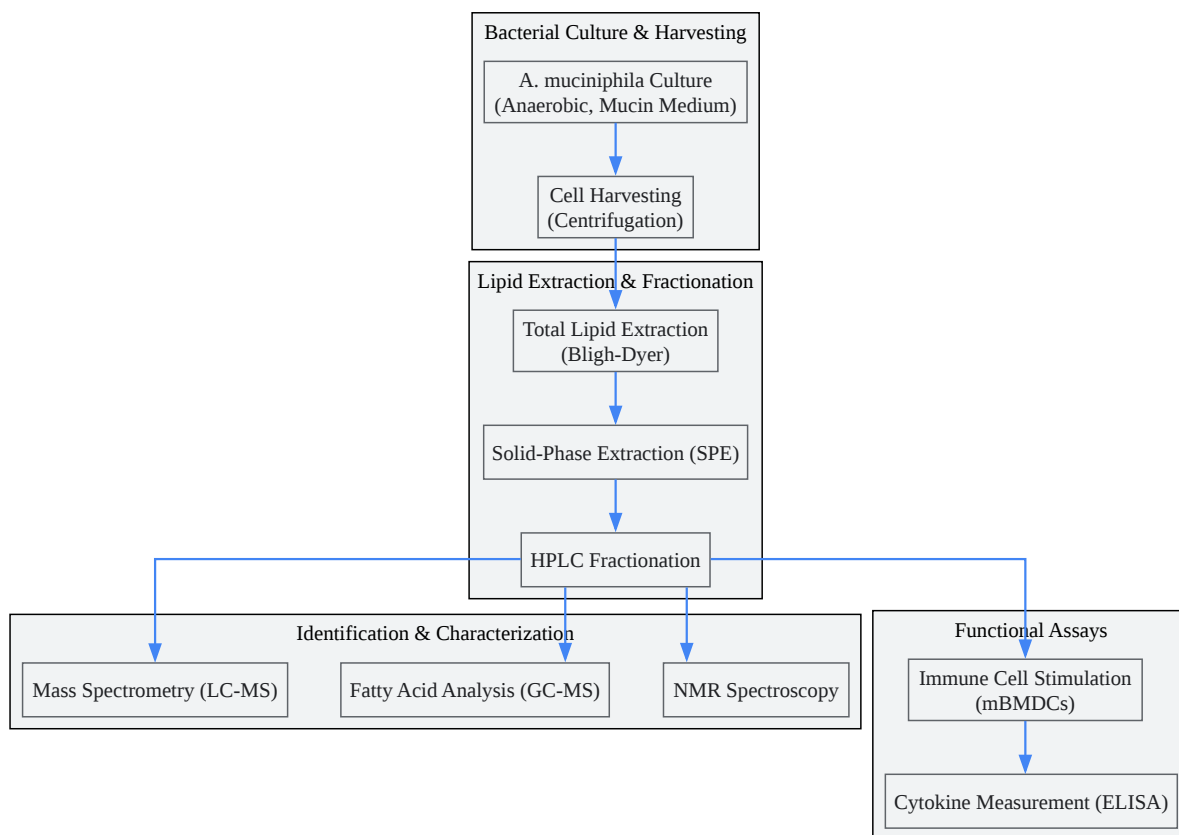 Bacterial Culture & Harvesting
A. muciniphila Culture
(Anaerobic, Mucin Medium)
Cell Harvesting
(Centrifugation)
Lipid Extraction & Fractionation
Total Lipid Extraction
(Bligh-Dyer)
Solid-Phase Extraction (SPE)
HPLC Fractionation
Identification & Characterization
Mass Spectrometry (LC-MS)
Fatty Acid Analysis (GC-MS)
NMR Spectroscopy
Functional Assays
Immune Cell Stimulation
(mBMDCs)
Cytokine Measurement (ELISA)